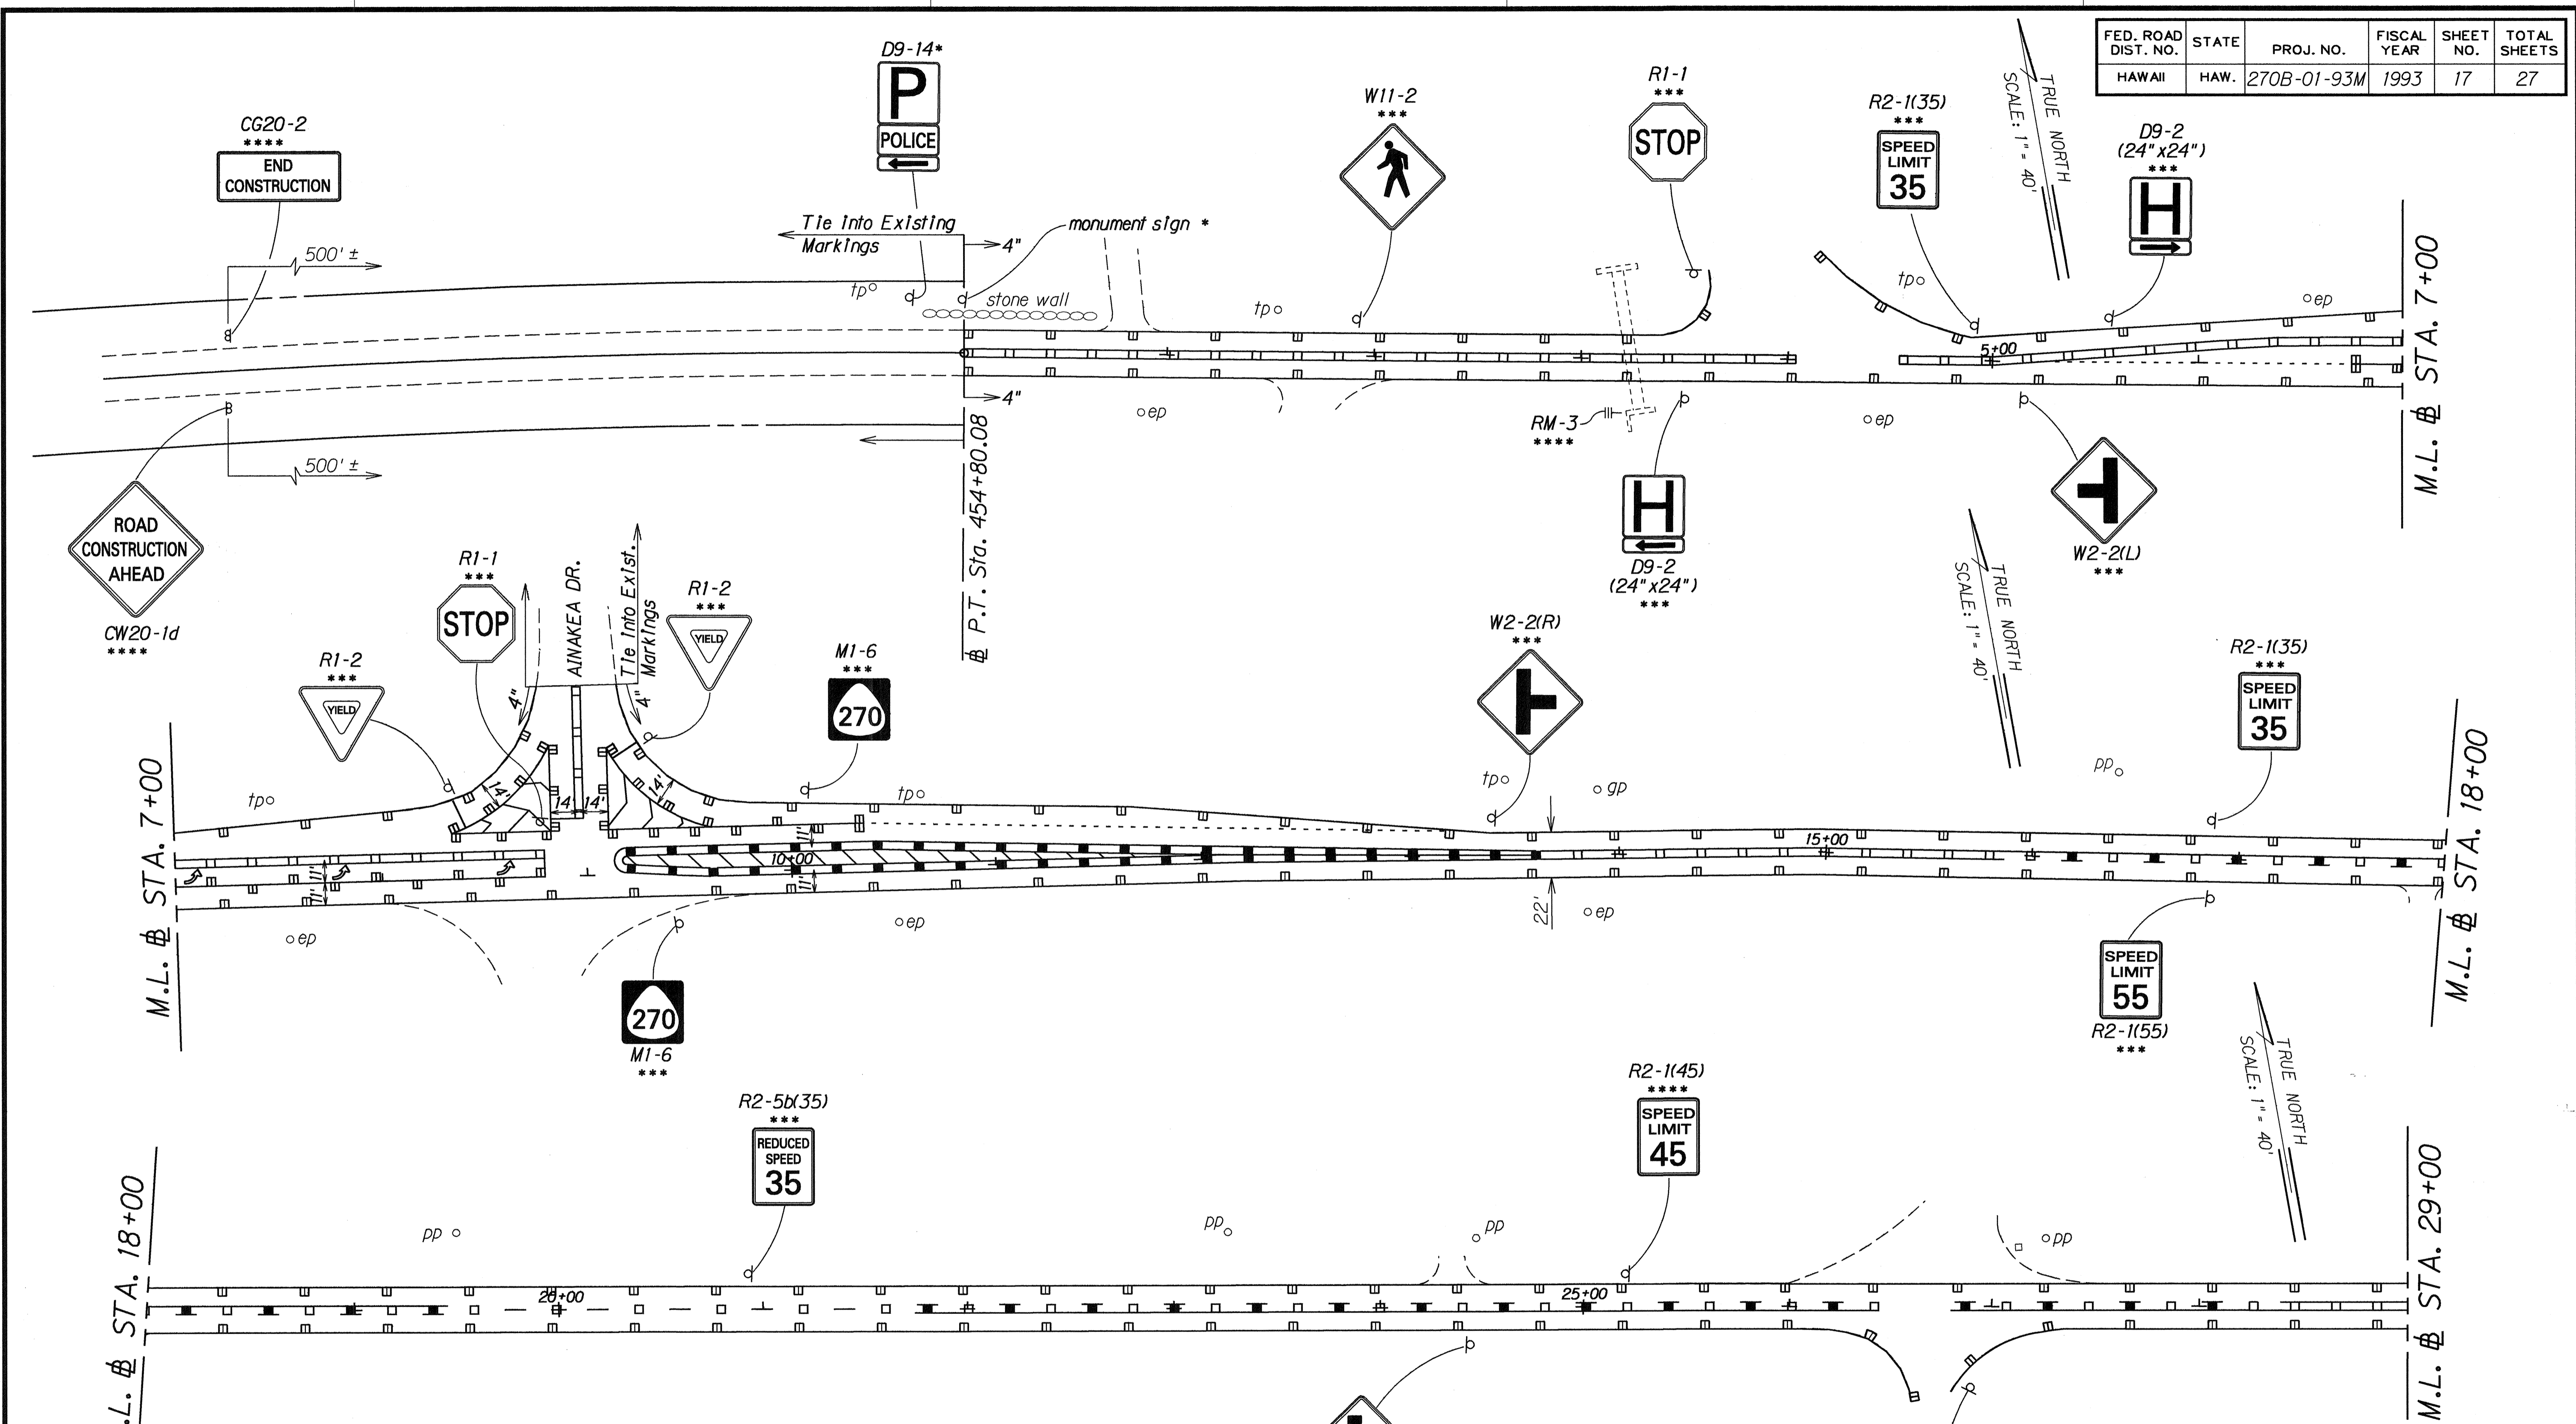 FED. ROAD DIST. NO. STATE PROJ. NO. FISCAL YEAR SHEET NO. TOTAL SHEETS
HAWAII HAW. 270B-01-93M 1993 17 27
CG20-2
****
END
CONSTRUCTION
D9-14*
P
POLICE
W11-2
***
R1-1
***
STOP
R2-1(35)
***
SPEED
LIMIT
35
TRUE NORTH
SCALE: 1" = 40'
D9-2
(24"x24")
***
H
Tie into Existing
Markings
4"
monument sign *
500' ±
tp
stone wall
tp
tp
ep
5+00
M.L. B STA. 7+00
4"
ep
RM-3
****
ep
500' ±
B P.T. Sta. 454+80.08
ROAD
CONSTRUCTION
AHEAD
CW20-1d
****
H
D9-2
(24"x24")
***
W2-2(L)
***
R1-1
***
STOP
AINAKEA DR.
Tie into Exist.
Markings
R1-2
***
YIELD
R1-2
***
YIELD
4"
4"
M1-6
***
270
W2-2(R)
***
TRUE NORTH
SCALE: 1" = 40'
R2-1(35)
***
SPEED
LIMIT
35
M.L. B STA. 7+00
tp
14'
14'
14'
14'
tp
tp
gp
pp
M.L. B STA. 18+00
11'
11'
11'
10+00
11'
15+00
22'
ep
ep
ep
270
M1-6
***
SPEED
LIMIT
55
R2-1(55)
***
TRUE NORTH
SCALE: 1" = 40'
R2-5b(35)
***
REDUCED
SPEED
35
R2-1(45)
****
SPEED
LIMIT
45
.L. B STA. 18+00
pp
pp
pp
pp
20+00
25+00
M.L. B STA. 29+00